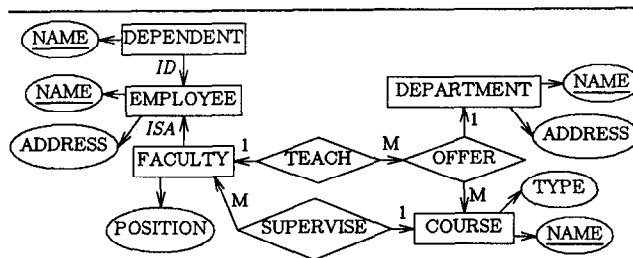 NAME DEPENDENT
ID
NAME EMPLOYEE DEPARTMENT NAME
ADDRESS ISA 1 ADDRESS
FACULTY 1 TEACH M OFFER
M M TYPE
POSITION SUPERVISE 1 COURSE NAME